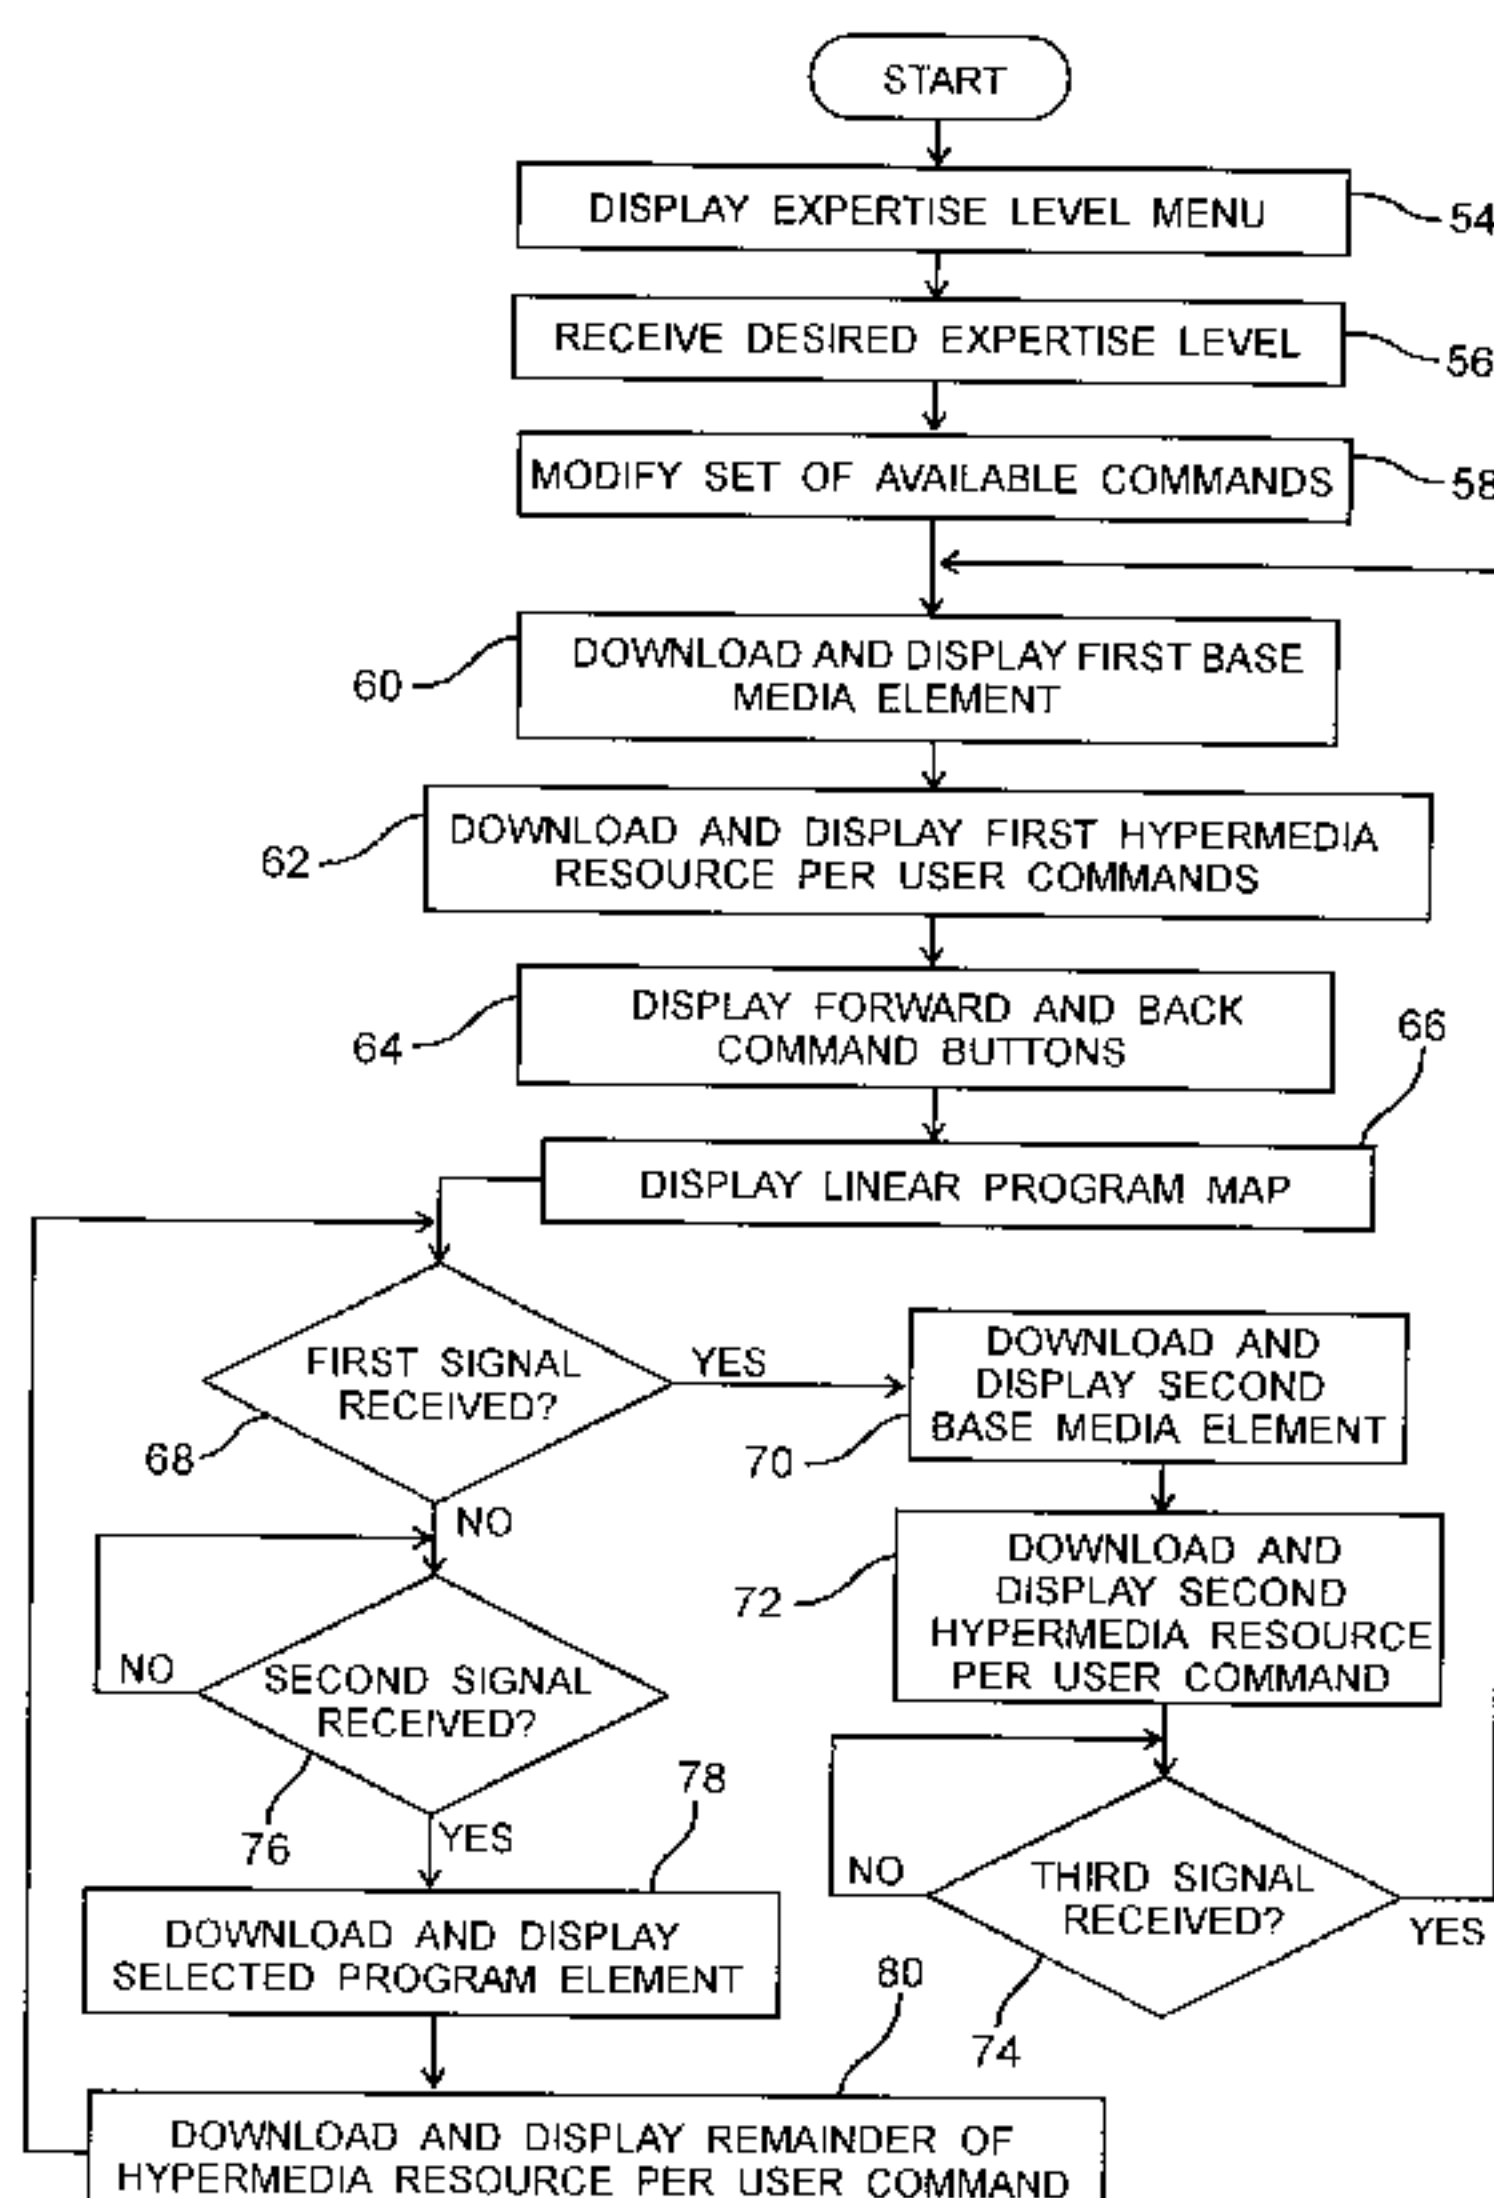 START
DISPLAY EXPERTISE LEVEL MENU
54
RECEIVE DESIRED EXPERTISE LEVEL
56
MODIFY SET OF AVAILABLE COMMANDS
58
DOWNLOAD AND DISPLAY FIRST BASE
MEDIA ELEMENT
60
DOWNLOAD AND DISPLAY FIRST HYPERMEDIA
RESOURCE PER USER COMMANDS
62
DISPLAY FORWARD AND BACK
COMMAND BUTTONS
64
66
DISPLAY LINEAR PROGRAM MAP
FIRST SIGNAL
RECEIVED?
68
YES
NO
DOWNLOAD AND
DISPLAY SECOND
BASE MEDIA ELEMENT
70
DOWNLOAD AND
DISPLAY SECOND
HYPERMEDIA RESOURCE
PER USER COMMAND
72
NO
SECOND SIGNAL
RECEIVED?
76
YES
78
NO
THIRD SIGNAL
RECEIVED?
YES
74
DOWNLOAD AND DISPLAY
SELECTED PROGRAM ELEMENT
80
DOWNLOAD AND DISPLAY REMAINDER OF
HYPERMEDIA RESOURCE PER USER COMMAND